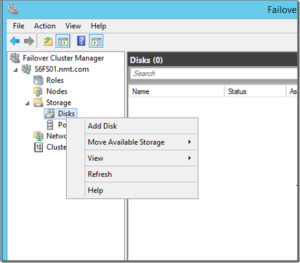 Failover
File Action View Help
Failover Cluster Manager
S6FS01.nmt.com
Roles
Nodes
Storage
Disks
Po
Netwo
Cluste
Disks (0)
Search
Name Status As
Add Disk
Move Available Storage
View
Refresh
Help